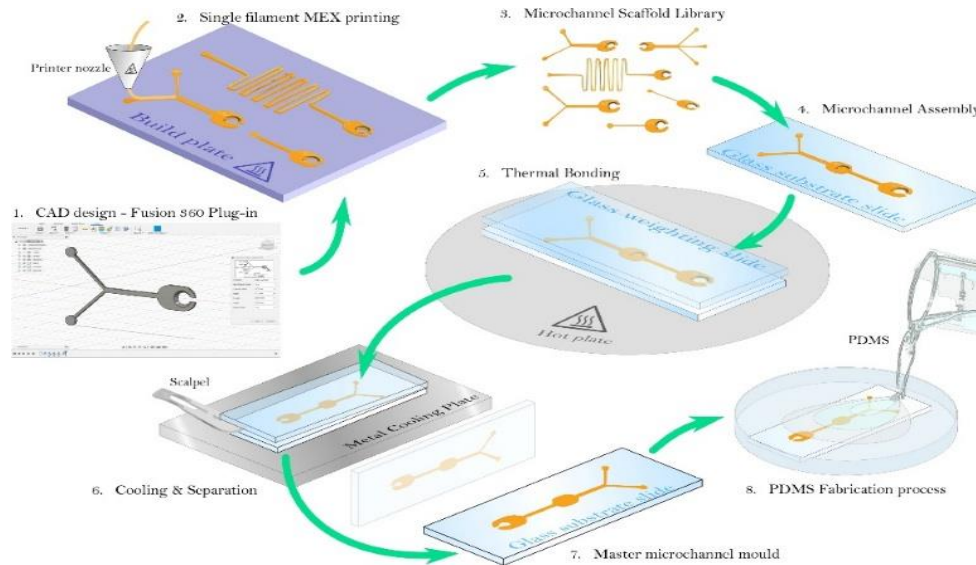 2. Single filament MEX printing
3. Microchannel Scaffold Library
Printer nozzle
Build plate
4. Microchannel Assembly
Glass substrate slide
5. Thermal Bonding
Glass weighting slide
1. CAD design - Fusion 360 Plug-in
Hot plate
PDMS
Scalpel
Metal Cooling Plate
6. Cooling & Separation
Glass substrate slide
8. PDMS Fabrication process
7. Master microchannel mould